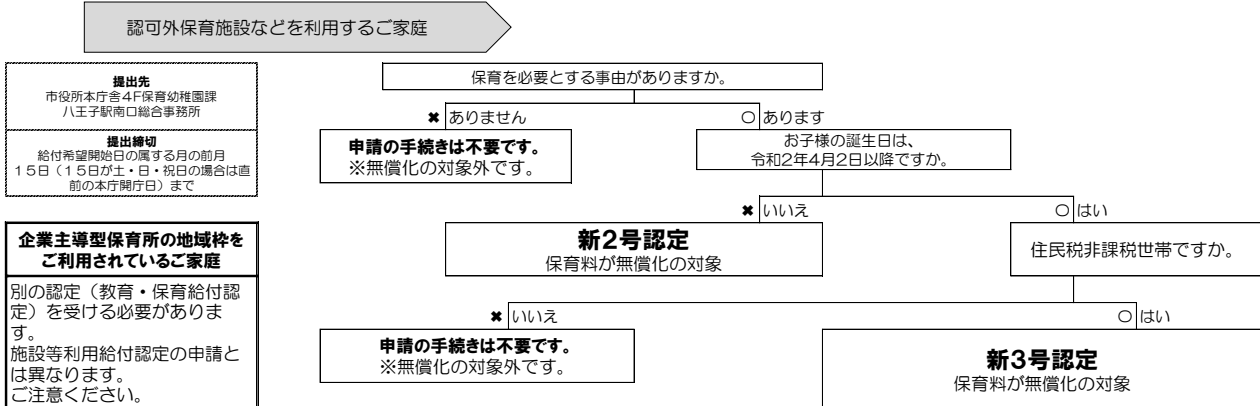 認可外保育施設などを利用するご家庭
提出先
市役所本庁舎4F保育幼稚園課
八王子駅南口総合事務所
提出締切
給付希望開始日の属する月の前月
15日（15日が土・日・祝日の場合は直
前の本庁開庁日）まで
企業主導型保育所の地域枠を
ご利用されているご家庭
別の認定（教育・保育給付認
定）を受ける必要がありま
す。
施設等利用給付認定の申請と
は異なります。
ご注意ください。
保育を必要とする事由がありますか。
✖ ありません
〇 あります
申請の手続きは不要です。
※無償化の対象外です。
お子様の誕生日は、
令和2年4月2日以降ですか。
✖ いいえ
〇 はい
新2号認定
保育料が無償化の対象
住民税非課税世帯ですか。
✖ いいえ
〇 はい
申請の手続きは不要です。
※無償化の対象外です。
新3号認定
保育料が無償化の対象